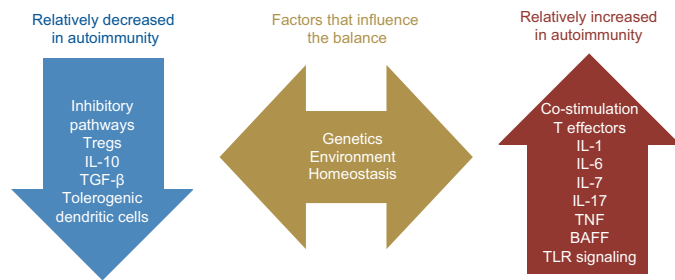 Relatively decreased
in autoimmunity
Inhibitory
pathways
Tregs
IL-10
TGF-β
Tolerogenic
dendritic cells
Factors that influence
the balance
Genetics
Environment
Homeostasis
Relatively increased
in autoimmunity
Co-stimulation
T effectors
IL-1
IL-6
IL-7
IL-17
TNF
BAFF
TLR signaling